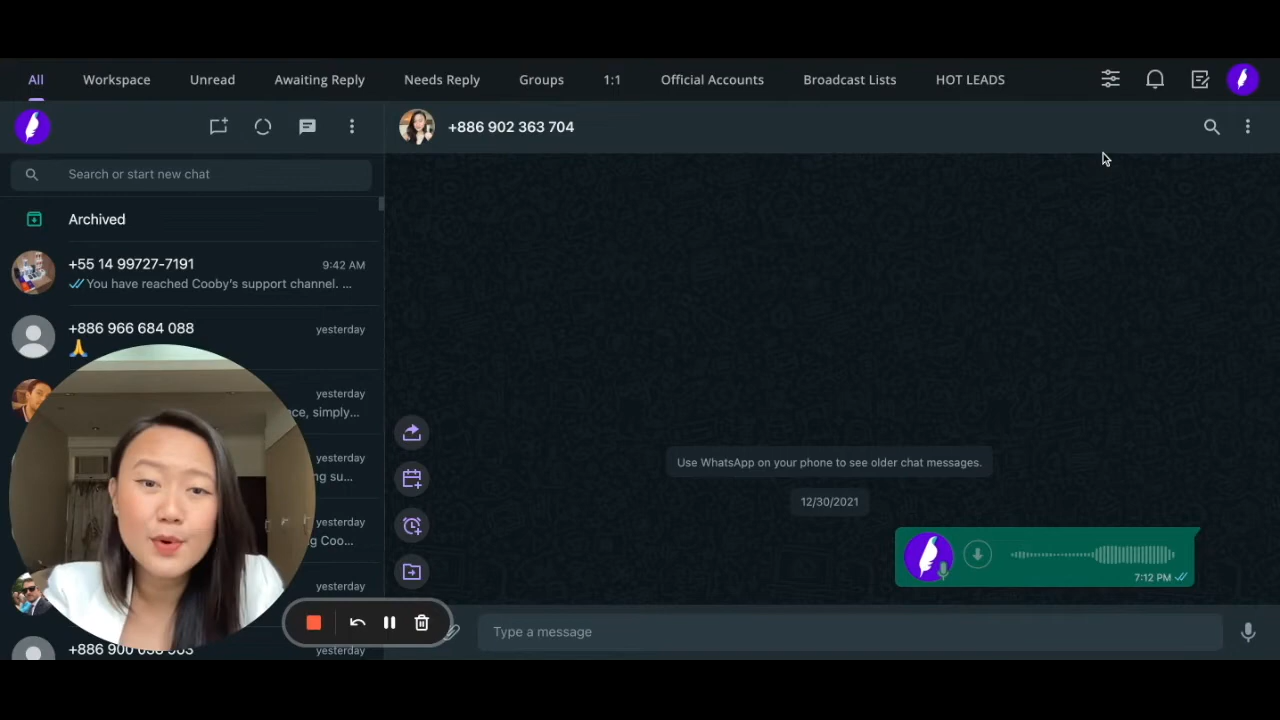 All Workspace Unread Awaiting Reply Needs Reply Groups 1:1 Official Accounts Broadcast Lists HOT LEADS
+886 902 363 704
Search or start new chat
Archived
+55 14 99727-7191 9:42 AM
You have reached Cooby's support channel. ...
+886 966 684 088 yesterday
yesterday
simply...
yesterday
su...
yesterday
Coo...
yesterday
yesterday
Use WhatsApp on your phone to see older chat messages.
12/30/2021
7:12 PM
Type a message